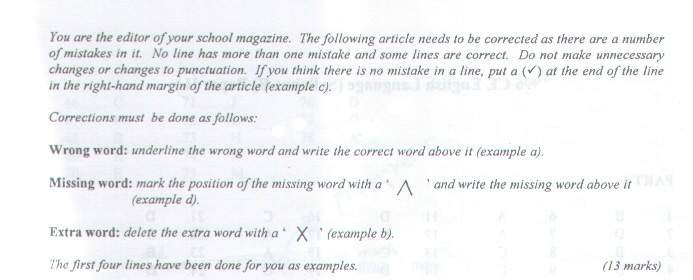 You are the editor of your school magazine. The following article needs to be corrected as there are a number
of mistakes in it. No line has more than one mistake and some lines are correct. Do not make unnecessary
changes or changes to punctuation. If you think there is no mistake in a line, put a (✓) at the end of the line
in the right-hand margin of the article (example c).
Corrections must be done as follows:
Wrong word: underline the wrong word and write the correct word above it (example a).
Missing word: mark the position of the missing word with a ' ⋀ ' and write the missing word above it
(example d).
Extra word: delete the extra word with a ' X ' (example b).
The first four lines have been done for you as examples. (13 marks)